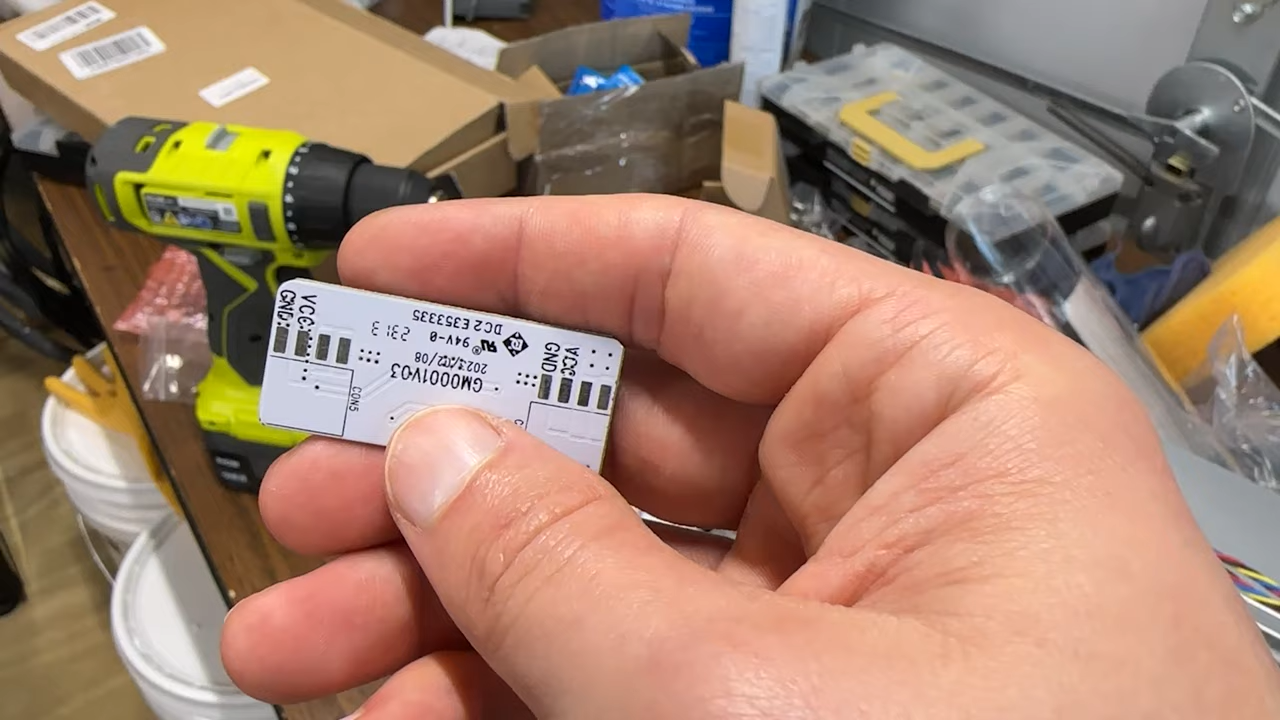 GM0001V03
2023/02/08
94V-0 2313
DC2 E353335
VCC
GND
VCC
GND
CON5